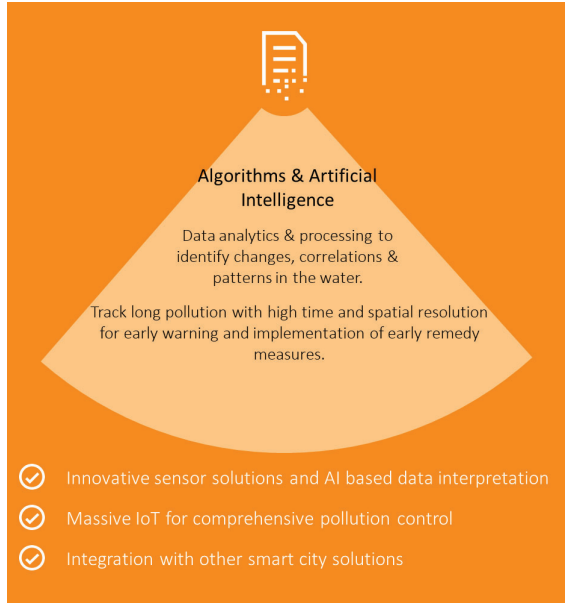 Algorithms & Artificial
Intelligence
Data analytics & processing to
identify changes, correlations &
patterns in the water.
Track long pollution with high time and spatial resolution
for early warning and implementation of early remedy
measures.
Innovative sensor solutions and AI based data interpretation
Massive IoT for comprehensive pollution control
Integration with other smart city solutions